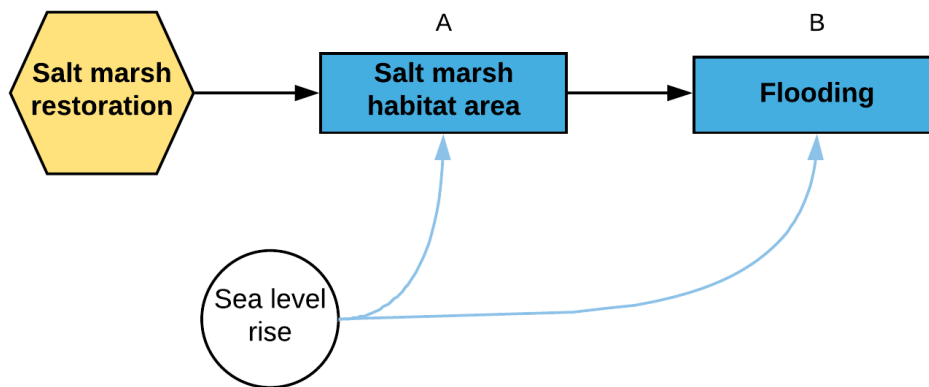 A
B
Salt marsh
restoration
Salt marsh
habitat area
Flooding
Sea level
rise